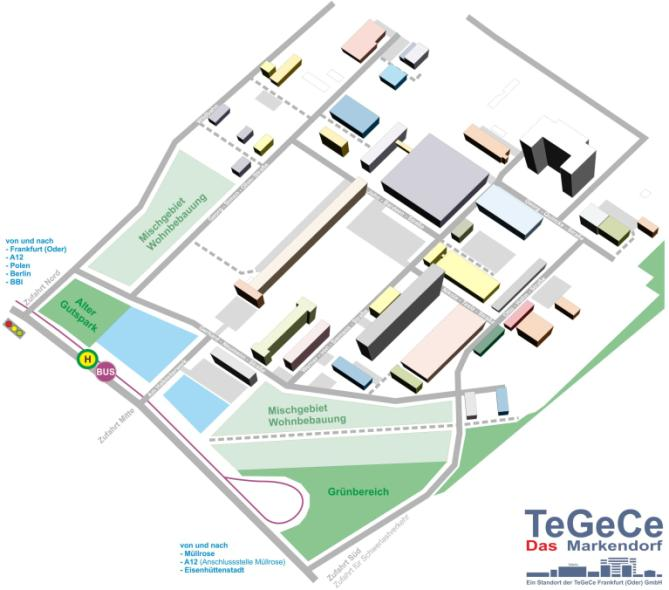 Mischgebiet
Wohnbebauung
von und nach
- Frankfurt (Oder)
- A12
- Polen
- Berlin
- BBI
Zufahrt Nord
Alter
Gutspark
H
BUS
Zufahrt Mitte
Mischgebiet
Wohnbebauung
Grünbereich
von und nach
- Müllrose
- A12 (Anschlussstelle Müllrose)
- Eisenhüttenstadt
Zufahrt Süd
Zufahrt für Schwerlastverkehr
TeGeCe
Das Markendorf
Ein Standort der TeGeCe Frankfurt (Oder) GmbH